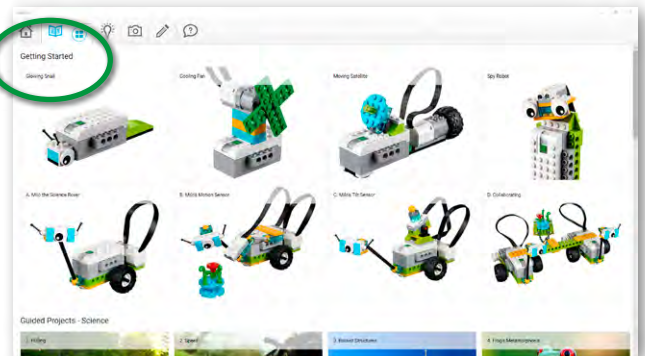 Getting Started
Glowing Snail
Cooling Fan
Moving Satellite
Spy Robot
A. Milo the Science Rover
B. Milo's Motion Sensor
C. Milo's Tilt Sensor
D. Collaborating
Guided Projects - Science
1. Pulling
2. Speed
3. Robust Structures
4. Frog's Metamorphosis